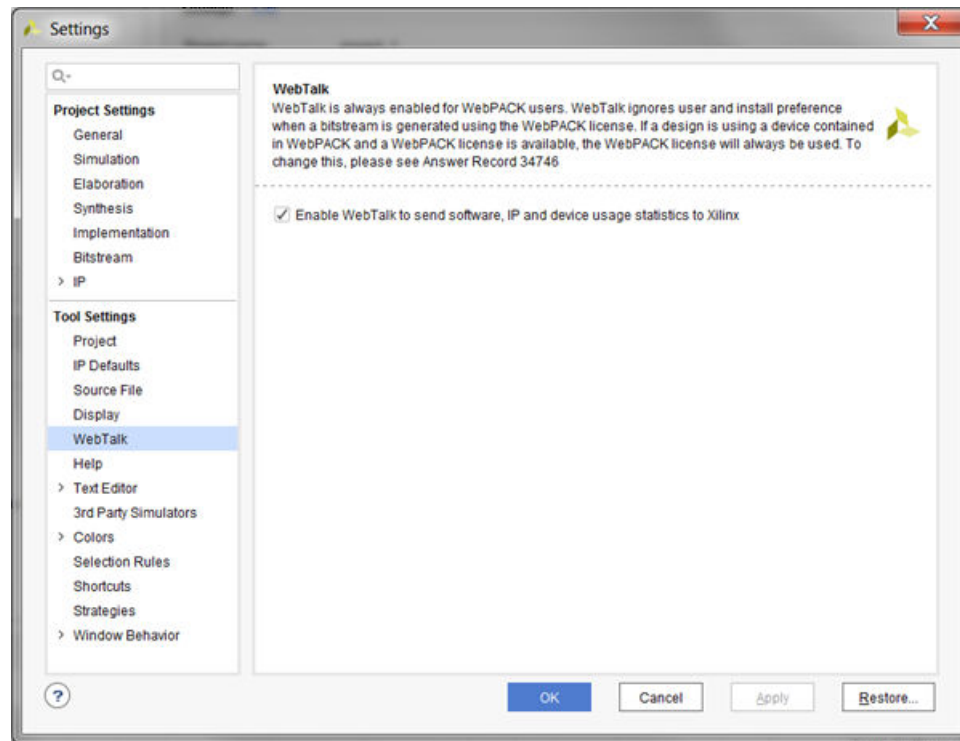 Settings
Project Settings
General
Simulation
Elaboration
Synthesis
Implementation
Bitstream
> IP
Tool Settings
Project
IP Defaults
Source File
Display
WebTalk
Help
> Text Editor
3rd Party Simulators
> Colors
Selection Rules
Shortcuts
Strategies
> Window Behavior
WebTalk
WebTalk is always enabled for WebPACK users. WebTalk ignores user and install preference
when a bitstream is generated using the WebPACK license. If a design is using a device contained
in WebPACK and a WebPACK license is available, the WebPACK license will always be used. To
change this, please see Answer Record 34746
Enable WebTalk to send software, IP and device usage statistics to Xilinx
?
OK
Cancel
Apply
Restore...